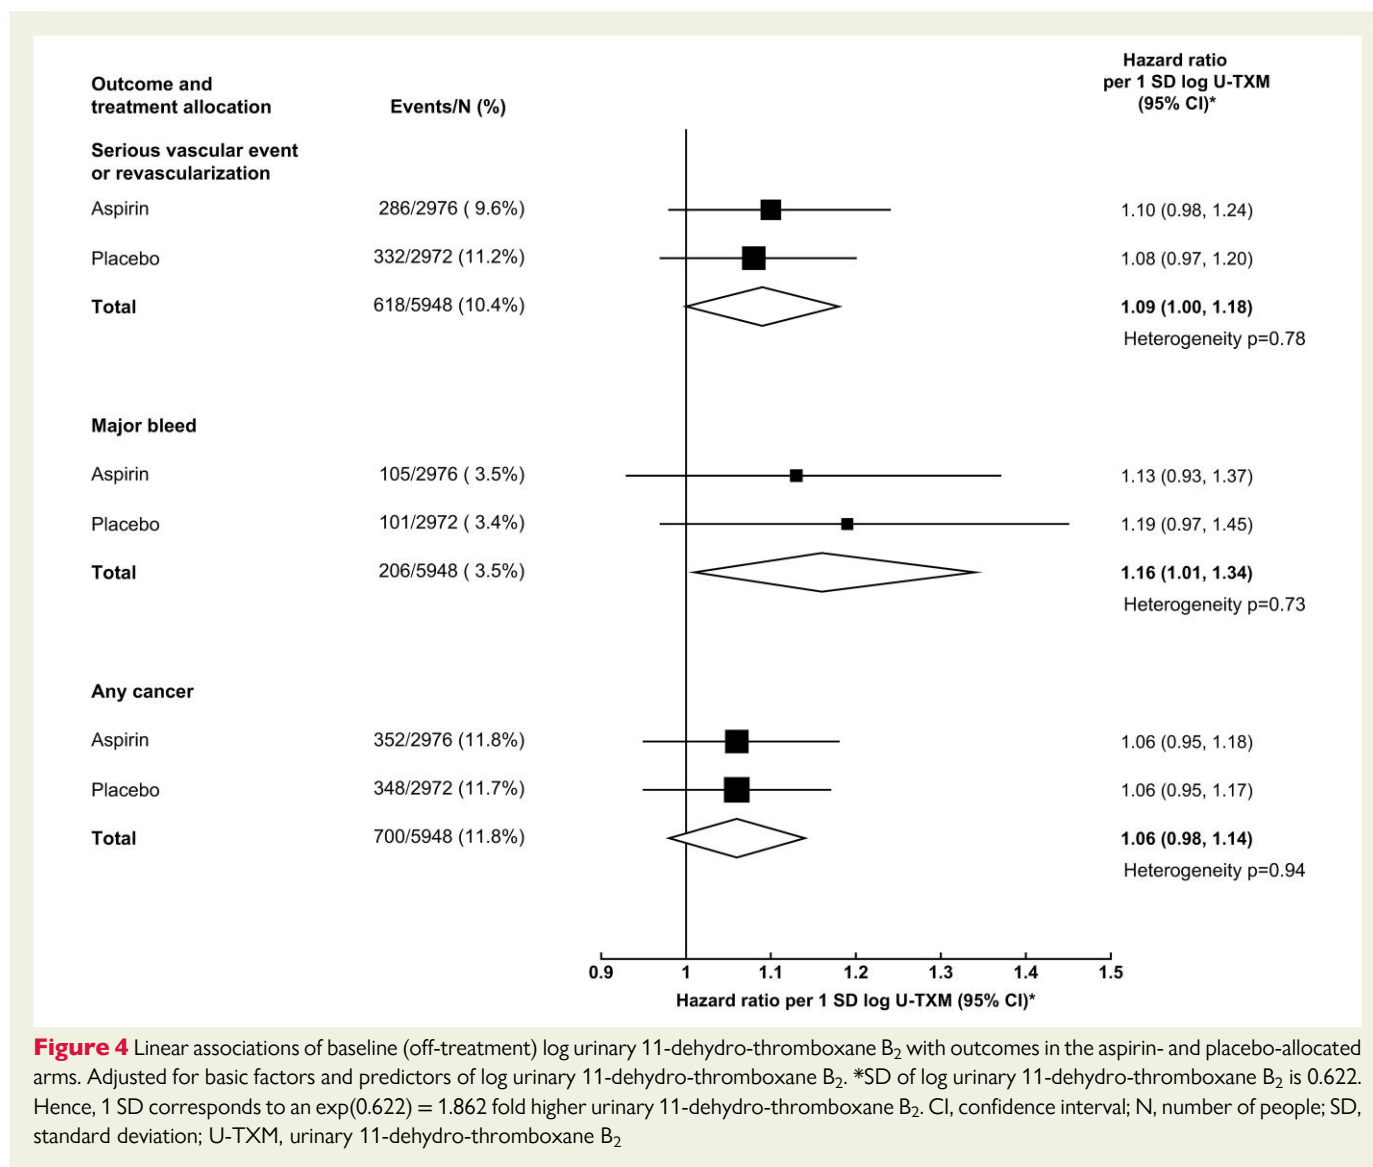 Outcome and treatment allocation
Events/N (%)
Hazard ratio per 1 SD log U-TXM (95% CI)*
Serious vascular event or revascularization
Aspirin 286/2976 ( 9.6%) 1.10 (0.98, 1.24)
Placebo 332/2972 (11.2%) 1.08 (0.97, 1.20)
Total 618/5948 (10.4%) 1.09 (1.00, 1.18)
Heterogeneity p=0.78
Major bleed
Aspirin 105/2976 ( 3.5%) 1.13 (0.93, 1.37)
Placebo 101/2972 ( 3.4%) 1.19 (0.97, 1.45)
Total 206/5948 ( 3.5%) 1.16 (1.01, 1.34)
Heterogeneity p=0.73
Any cancer
Aspirin 352/2976 (11.8%) 1.06 (0.95, 1.18)
Placebo 348/2972 (11.7%) 1.06 (0.95, 1.17)
Total 700/5948 (11.8%) 1.06 (0.98, 1.14)
Heterogeneity p=0.94
0.9 1 1.1 1.2 1.3 1.4 1.5
Hazard ratio per 1 SD log U-TXM (95% CI)*
Figure 4 Linear associations of baseline (off-treatment) log urinary 11-dehydro-thromboxane B₂ with outcomes in the aspirin- and placebo-allocated
arms. Adjusted for basic factors and predictors of log urinary 11-dehydro-thromboxane B₂. *SD of log urinary 11-dehydro-thromboxane B₂ is 0.622.
Hence, 1 SD corresponds to an exp(0.622) = 1.862 fold higher urinary 11-dehydro-thromboxane B₂. CI, confidence interval; N, number of people; SD,
standard deviation; U-TXM, urinary 11-dehydro-thromboxane B₂